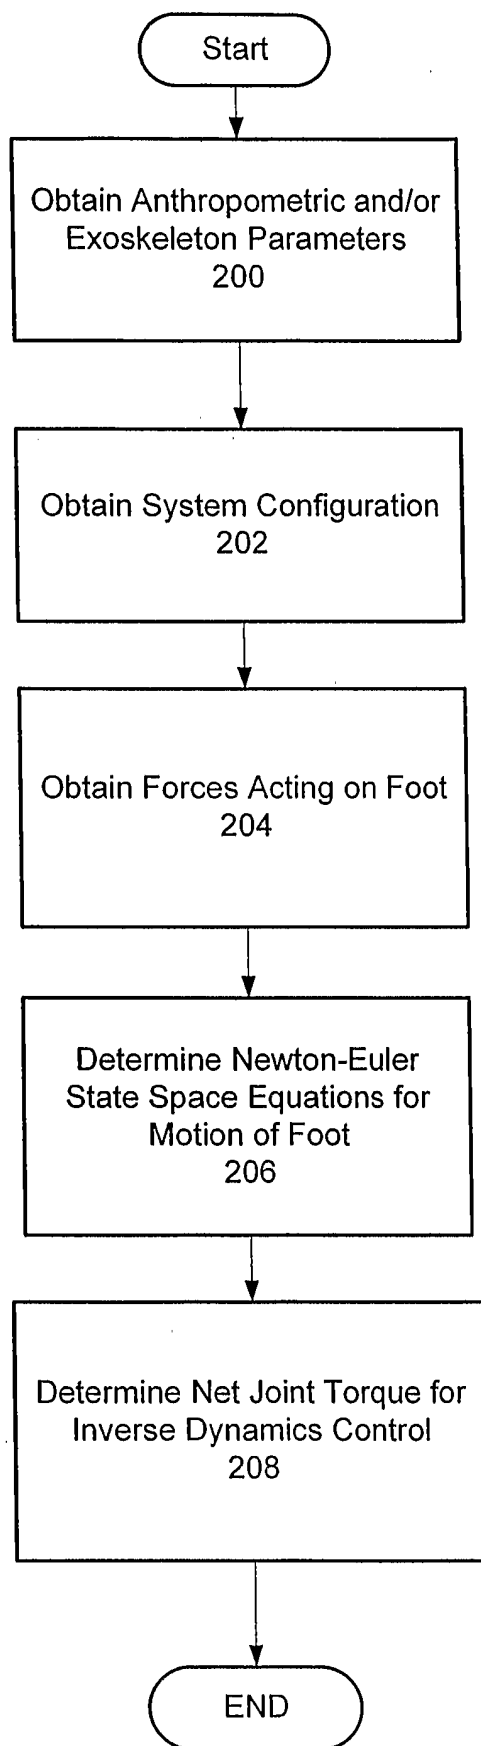 Start
Obtain Anthropometric and/or
Exoskeleton Parameters
200
Obtain System Configuration
202
Obtain Forces Acting on Foot
204
Determine Newton-Euler
State Space Equations for
Motion of Foot
206
Determine Net Joint Torque for
Inverse Dynamics Control
208
END